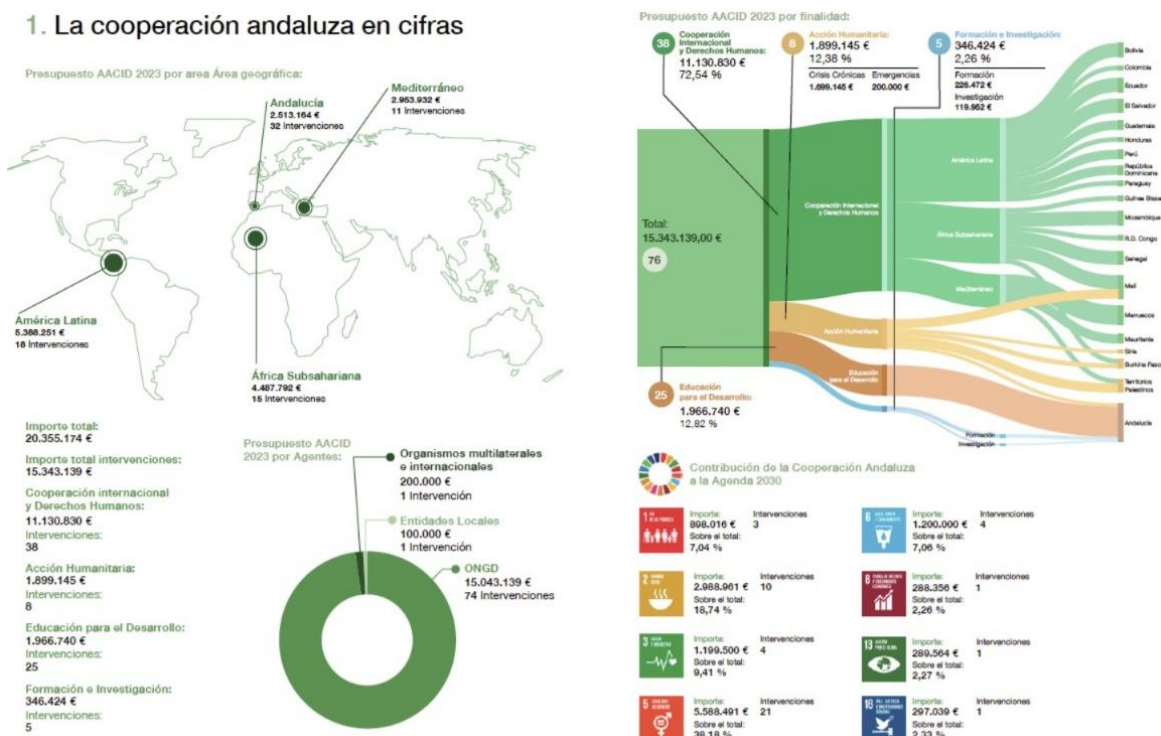 1. La cooperación andaluza en cifras
Presupuesto AACID 2023 por area Área geográfica:
Mediterráneo
2.953.932 €
11 Intervenciones
Andalucía
2.513.164 €
32 Intervenciones
América Latina
5.388.251 €
18 Intervenciones
África Subsahariana
4.487.792 €
15 Intervenciones
Importe total:
20.355.174 €
Importe total intervenciones:
15.343.139 €
Cooperación internacional
y Derechos Humanos:
11.130.830 €
Intervenciones:
38
Acción Humanitaria:
1.899.145 €
Intervenciones:
8
Educación para el Desarrollo:
1.966.740 €
Intervenciones:
25
Formación e Investigación:
346.424 €
Intervenciones:
5
Presupuesto AACID
2023 por Agentes:
Organismos multilaterales
e internacionales
200.000 €
1 Intervención
Entidades Locales
100.000 €
1 Intervención
ONGD
15.043.139 €
74 Intervenciones
Presupuesto AACID 2023 por finalidad:
38
Cooperación
Internacional
y Derechos Humanos:
11.130.830 €
72,54 %
8
Acción Humanitaria:
1.899.145 €
12,38 %
Crisis Crónicas Emergencias
1.699.145 € 200.000 €
5
Formación e Investigación:
346.424 €
2,26 %
Formación
226.472 €
Investigación
119.952 €
Total:
15.343.139,00 €
76
Cooperación Internacional
y Derechos Humanos
Acción Humanitaria
Educación
para el Desarrollo
América Latina
África Subsahariana
Mediterráneo
Formación
Investigación
Bolivia
Colombia
Ecuador
El Salvador
Guatemala
Honduras
Perú
República
Dominicana
Paraguay
Guinea Bissau
Mozambique
R.D. Congo
Senegal
Mali
Marruecos
Mauritania
Siria
Burkina Faso
Territorios
Palestinos
Andalucía
25
Educación
para el Desarrollo:
1.966.740 €
12,82 %
Contribución de la Cooperación Andaluza
a la Agenda 2030
1
Importe: Intervenciones
898.016 € 3
Sobre el total:
7,04 %
2 HAMBRE CERO
Importe: Intervenciones
2.988.961 € 10
Sobre el total:
18,74 %
3
Importe: Intervenciones
1.199.500 € 4
Sobre el total:
9,41 %
5
Importe: Intervenciones
5.588.491 € 21
Sobre el total:
38,18 %
6
Importe: Intervenciones
1.200.000 € 4
Sobre el total:
7,06 %
8
Importe: Intervenciones
288.356 € 1
Sobre el total:
2,26 %
13
Importe: Intervenciones
289.564 € 1
Sobre el total:
2,27 %
16
Importe: Intervenciones
297.039 € 1
Sobre el total:
2,33 %